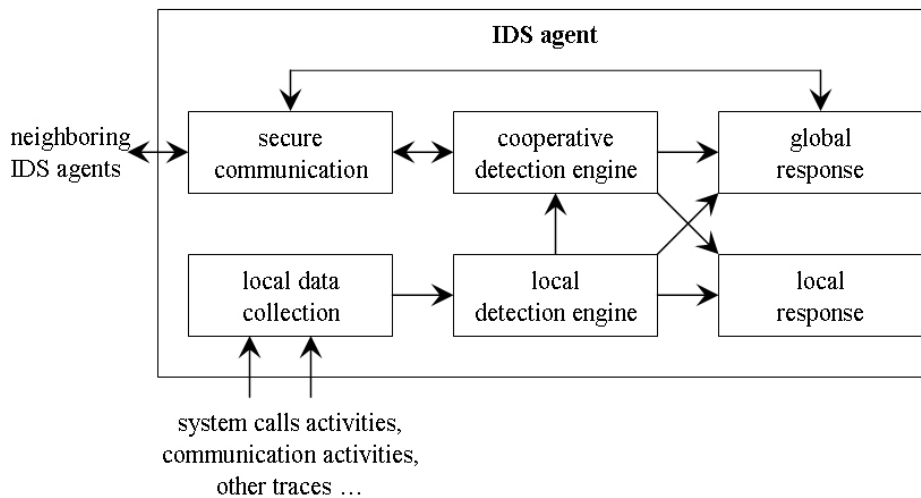 IDS agent
neighboring
IDS agents
secure
communication
cooperative
detection engine
global
response
local data
collection
local
detection engine
local
response
system calls activities,
communication activities,
other traces …